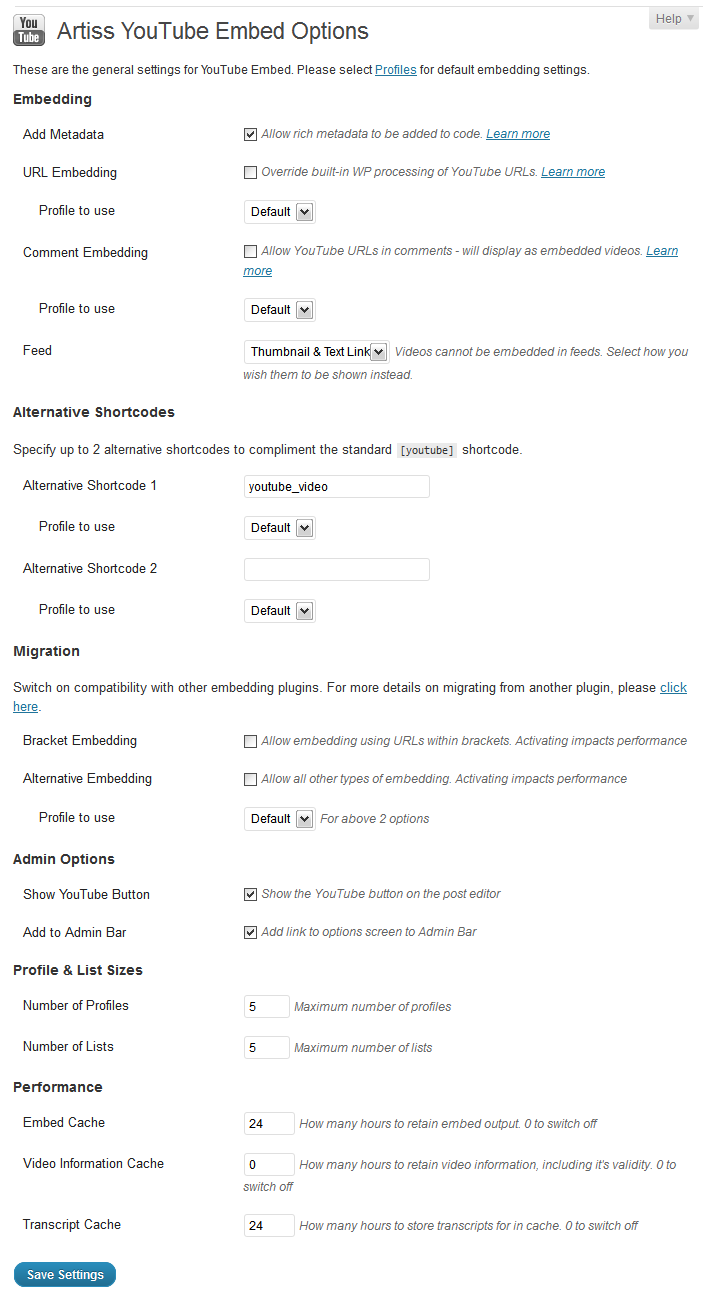 You
Tube
Artiss YouTube Embed Options
Help
These are the general settings for YouTube Embed. Please select Profiles for default embedding settings.
Embedding
Add Metadata
Allow rich metadata to be added to code. Learn more
URL Embedding
Override built-in WP processing of YouTube URLs. Learn more
Profile to use
Default
Comment Embedding
Allow YouTube URLs in comments - will display as embedded videos. Learn
more
Profile to use
Default
Feed
Thumbnail & Text Link
Videos cannot be embedded in feeds. Select how you
wish them to be shown instead.
Alternative Shortcodes
Specify up to 2 alternative shortcodes to compliment the standard [youtube] shortcode.
Alternative Shortcode 1
youtube_video
Profile to use
Default
Alternative Shortcode 2
Profile to use
Default
Migration
Switch on compatibility with other embedding plugins. For more details on migrating from another plugin, please click
here.
Bracket Embedding
Allow embedding using URLs within brackets. Activating impacts performance
Alternative Embedding
Allow all other types of embedding. Activating impacts performance
Profile to use
Default
For above 2 options
Admin Options
Show YouTube Button
Show the YouTube button on the post editor
Add to Admin Bar
Add link to options screen to Admin Bar
Profile & List Sizes
Number of Profiles
5
Maximum number of profiles
Number of Lists
5
Maximum number of lists
Performance
Embed Cache
24
How many hours to retain embed output. 0 to switch off
Video Information Cache
0
How many hours to retain video information, including it's validity. 0 to
switch off
Transcript Cache
24
How many hours to store transcripts for in cache. 0 to switch off
Save Settings